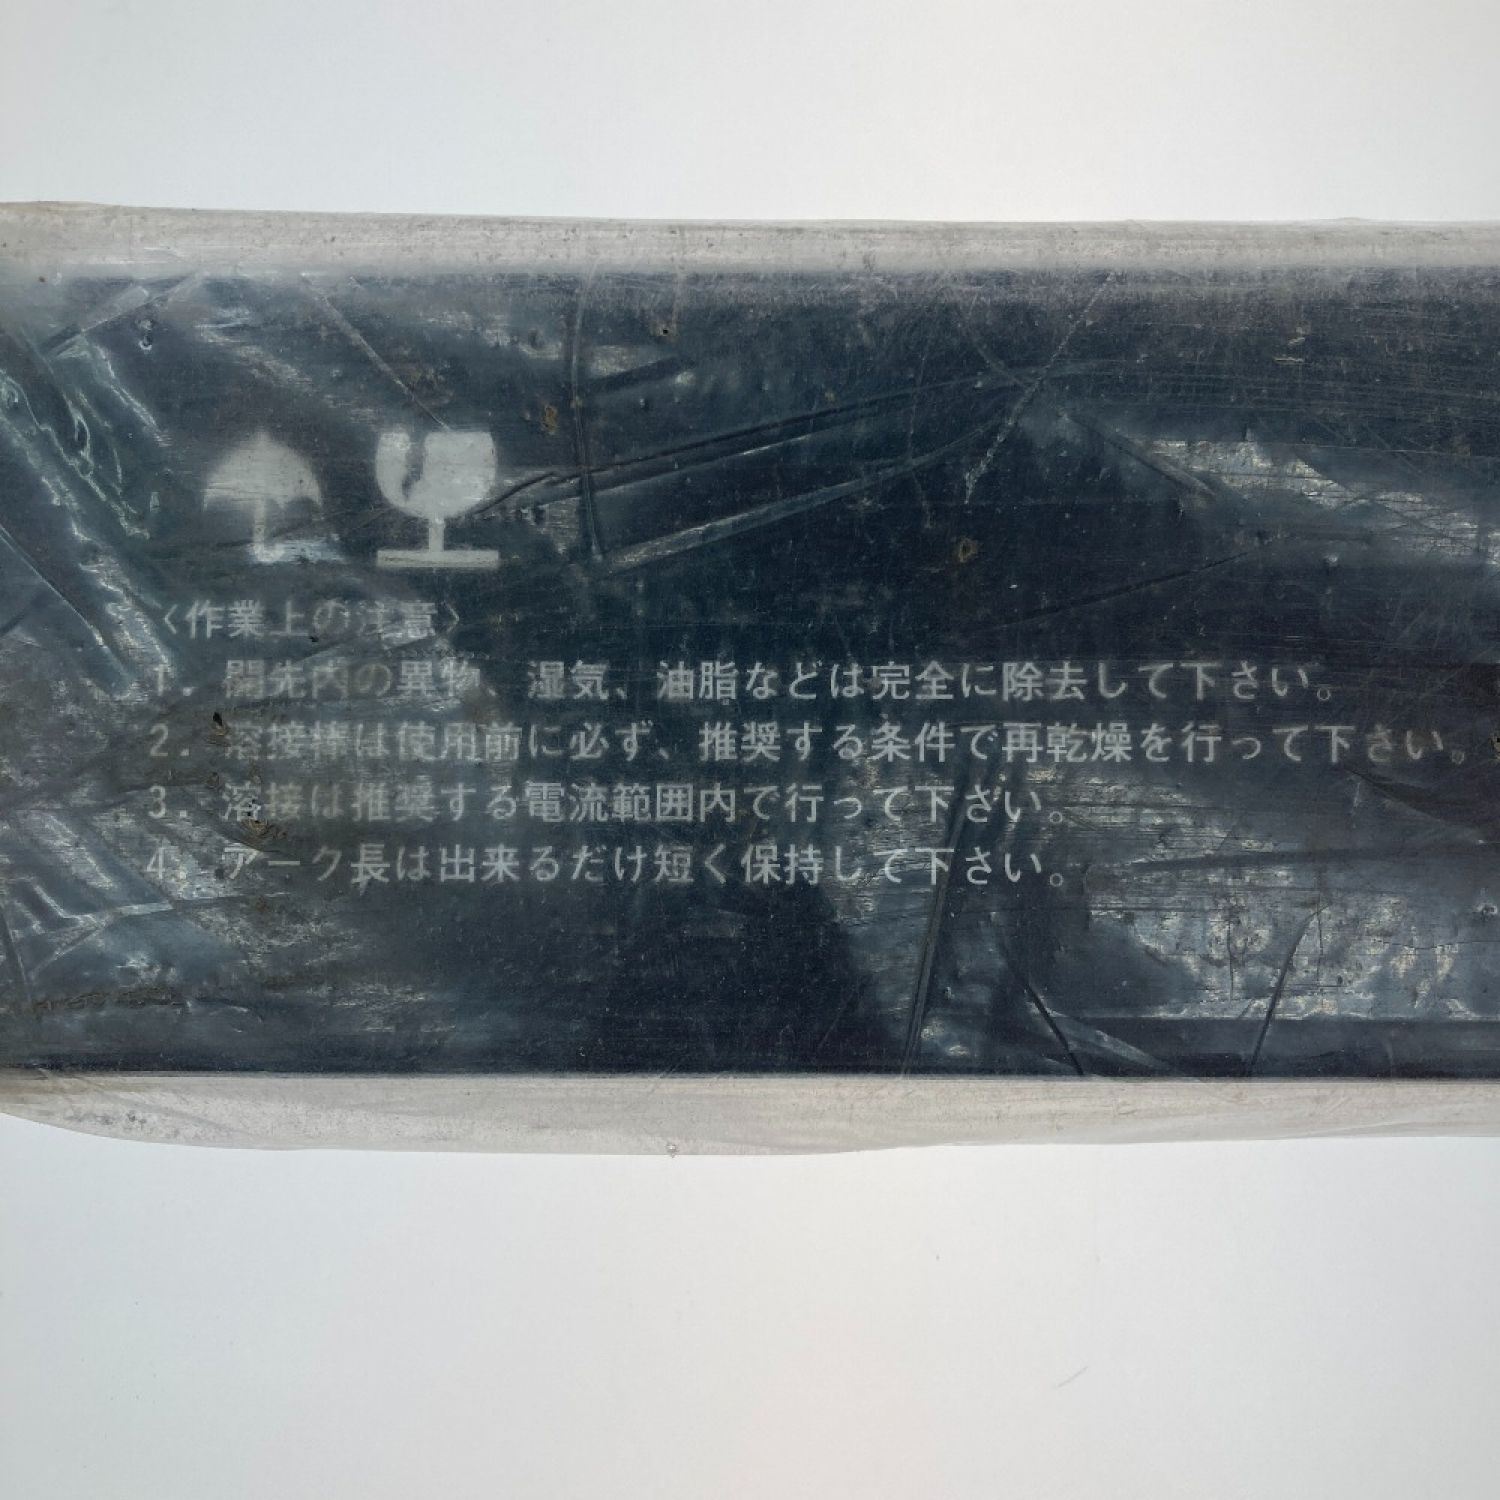 〈作業上の注意〉
1. 開先内の異物、湿気、油脂などは完全に除去して下さい。
2. 溶接棒は使用前に必ず、推奨する条件で再乾燥を行って下さい。
3. 溶接は推奨する電流範囲内で行って下さい。
4. アーク長は出来るだけ短く保持して下さい。